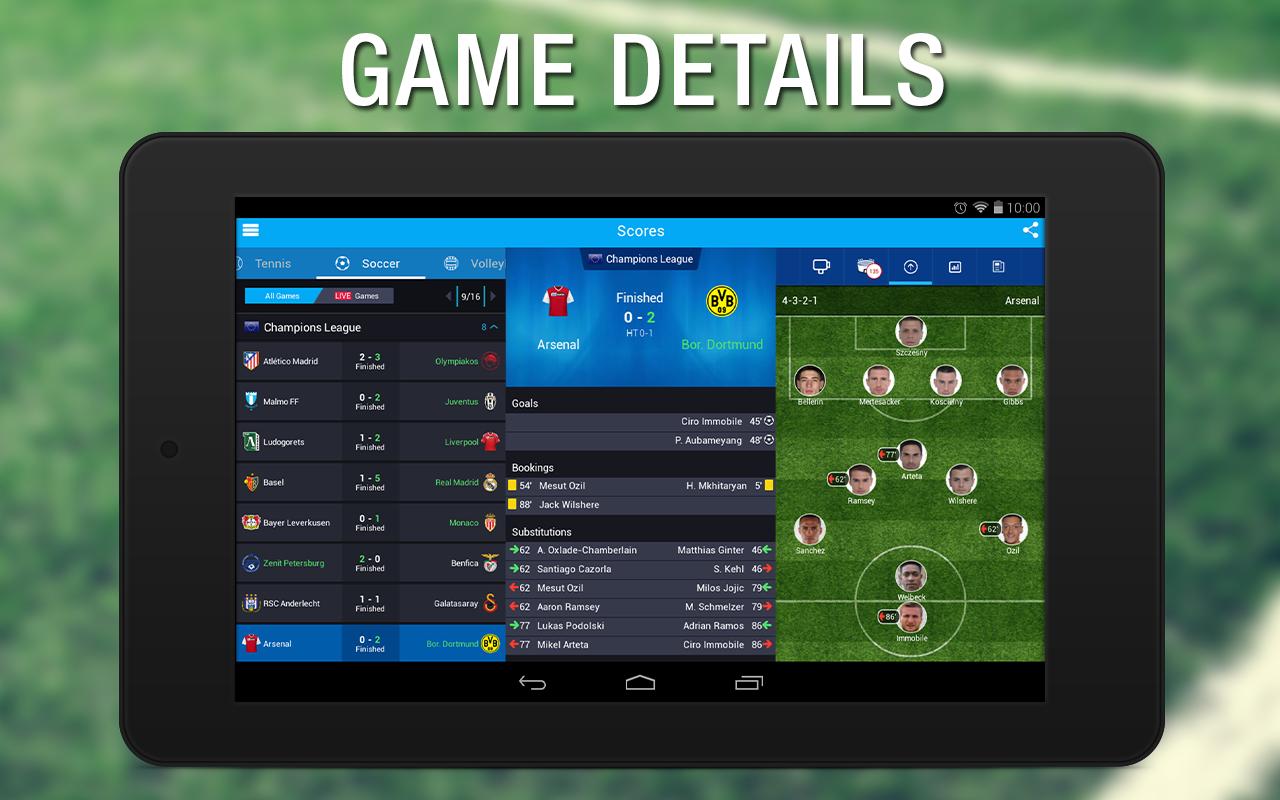 GAME DETAILS
10:00
Scores
Tennis
Soccer
Volley
All Games
LIVE Games
9/16
Champions League
8
Atlético Madrid
2 - 3
Finished
Olympiakos
Malmo FF
0 - 2
Finished
Juventus
Ludogorets
1 - 2
Finished
Liverpool
Basel
1 - 5
Finished
Real Madrid
Bayer Leverkusen
0 - 1
Finished
Monaco
Zenit Petersburg
2 - 0
Finished
Benfica
RSC Anderlecht
1 - 1
Finished
Galatasaray
Arsenal
0 - 2
Finished
Bor. Dortmund
Champions League
Finished
0 - 2
HT 0-1
BVB
09
Arsenal
Bor. Dortmund
Goals
Ciro Immobile 45'
P. Aubameyang 48'
Bookings
54' Mesut Ozil H. Mkhitaryan 5'
88' Jack Wilshere
Substitutions
62 A. Oxlade-Chamberlain Matthias Ginter 46
62 Santiago Cazorla S. Kehl 46
62 Mesut Ozil Milos Jojic 79
62 Aaron Ramsey M. Schmelzer 79
77 Lukas Podolski Adrian Ramos 86
77 Mikel Arteta Ciro Immobile 86
135
4-3-2-1 Arsenal
Szczesny
Bellerin Mertesacker Koscielny Gibbs
77'
Arteta
62'
Ramsey Wilshere
62'
Sanchez Ozil
Welbeck
86'
Immobile